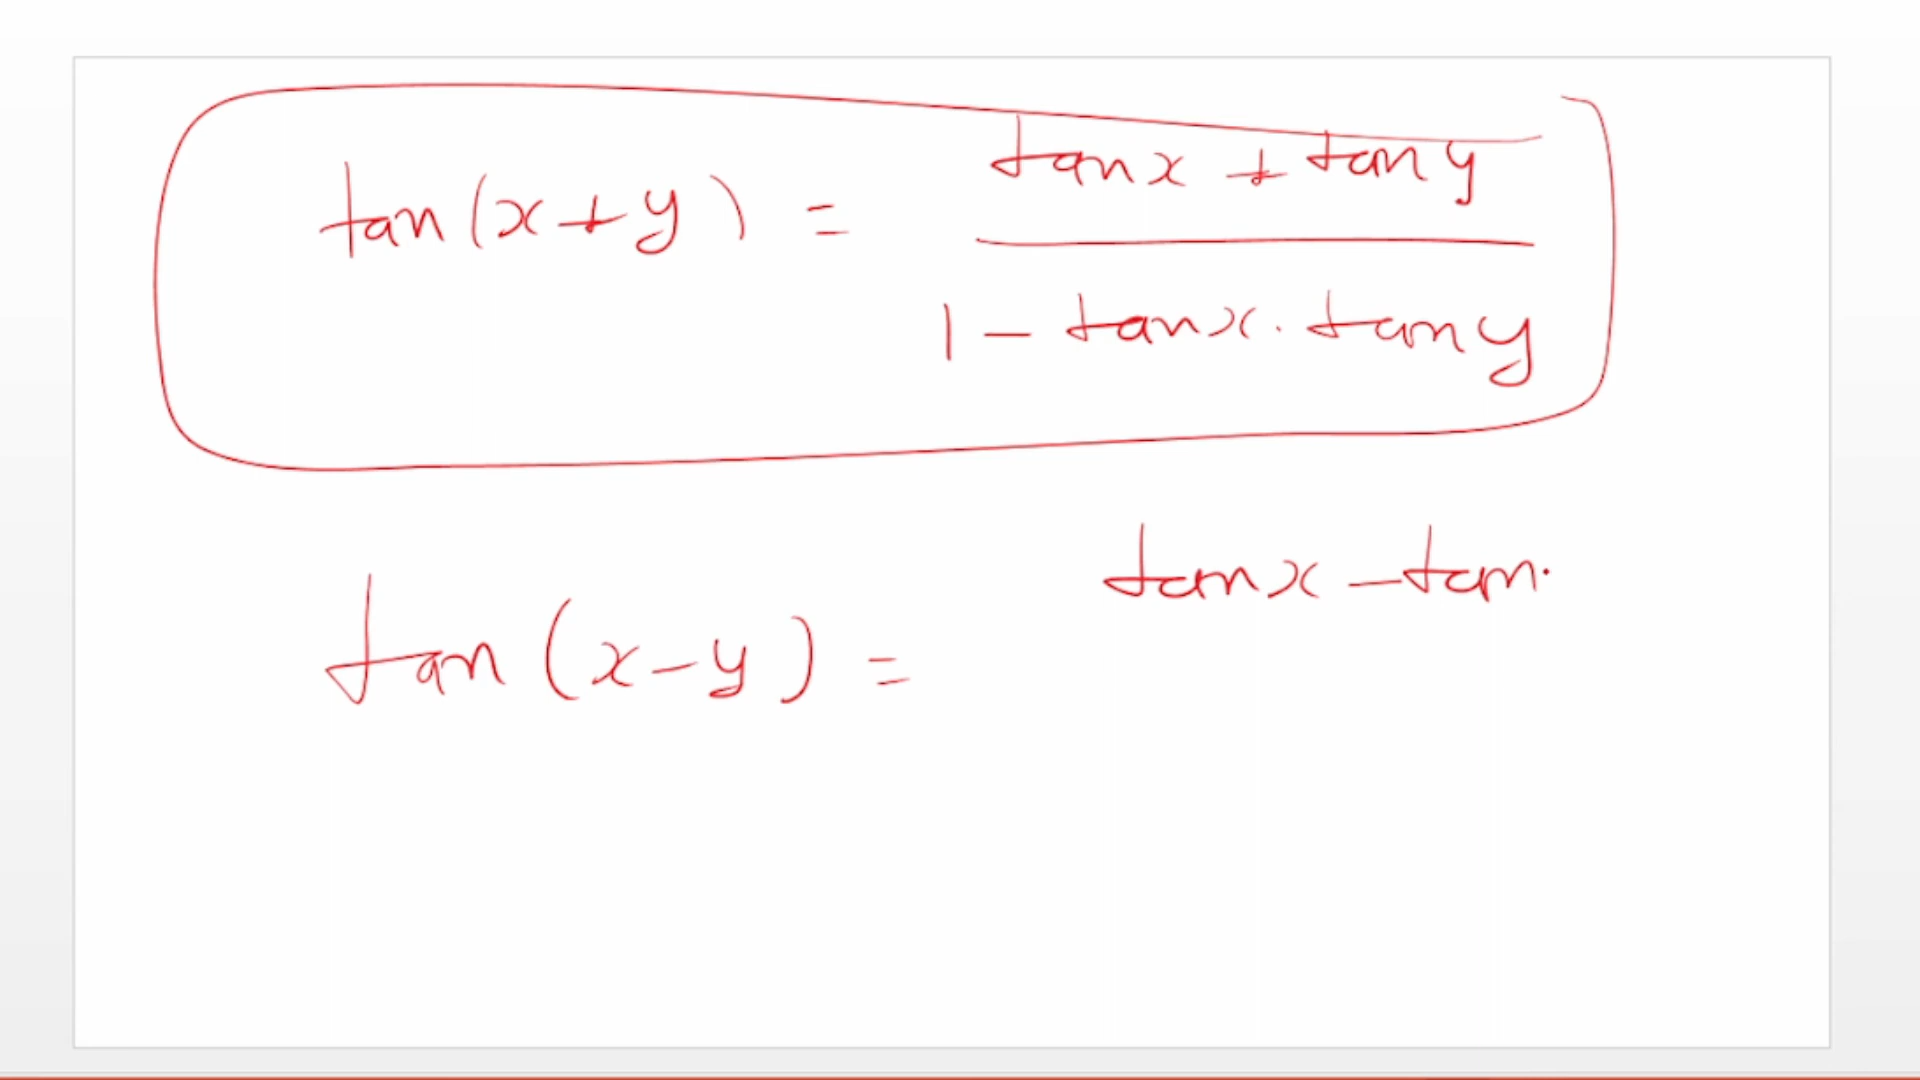 tan(x+y) = (tanx + tany) / (1 - tanx.tany)
tan(x-y) = tanx - tan